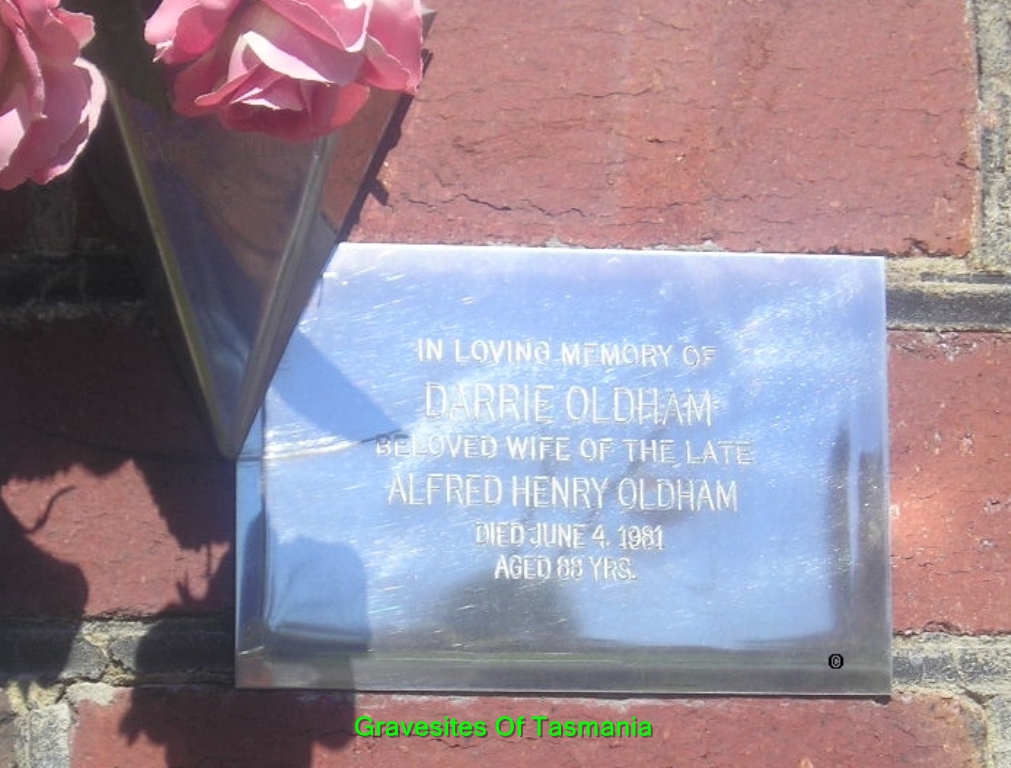 IN LOVING MEMORY OF
DARRIE OLDHAM
BELOVED WIFE OF THE LATE
ALFRED HENRY OLDHAM
DIED JUNE 4. 1981
AGED 88 YRS.
©
Gravesites Of Tasmania